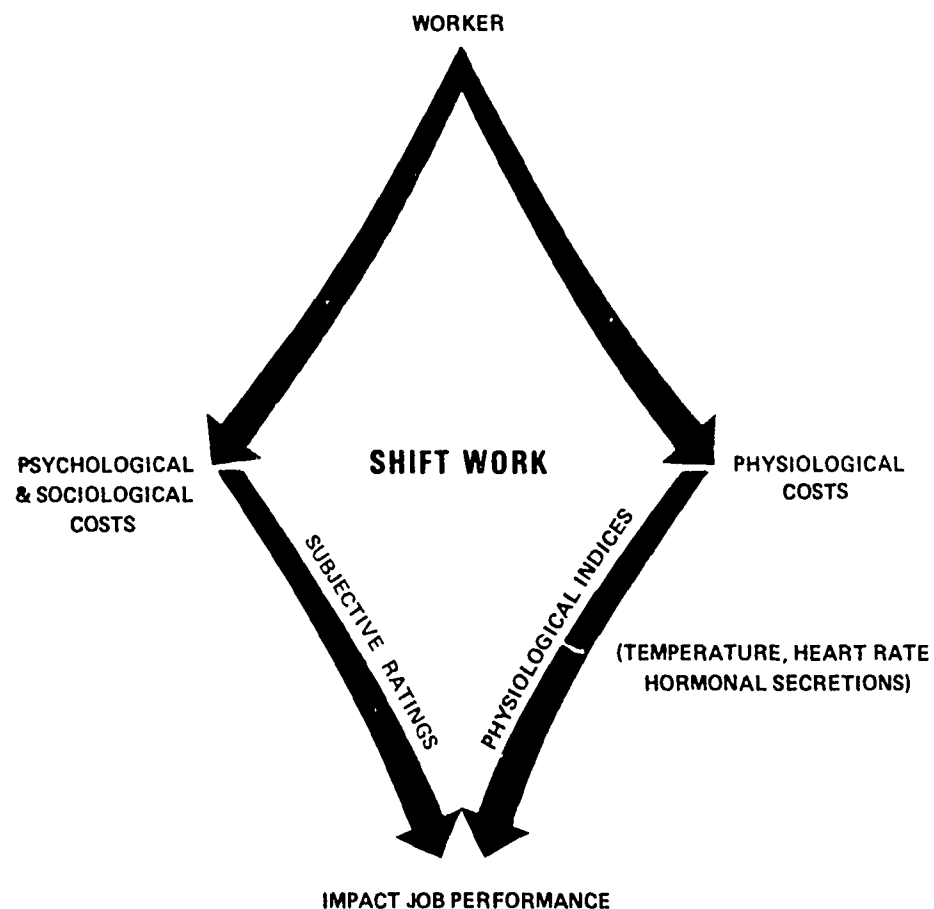 WORKER
PSYCHOLOGICAL
& SOCIOLOGICAL
COSTS
SHIFT WORK
PHYSIOLOGICAL
COSTS
SUBJECTIVE RATINGS
PHYSIOLOGICAL INDICES
(TEMPERATURE, HEART RATE
HORMONAL SECRETIONS)
IMPACT JOB PERFORMANCE